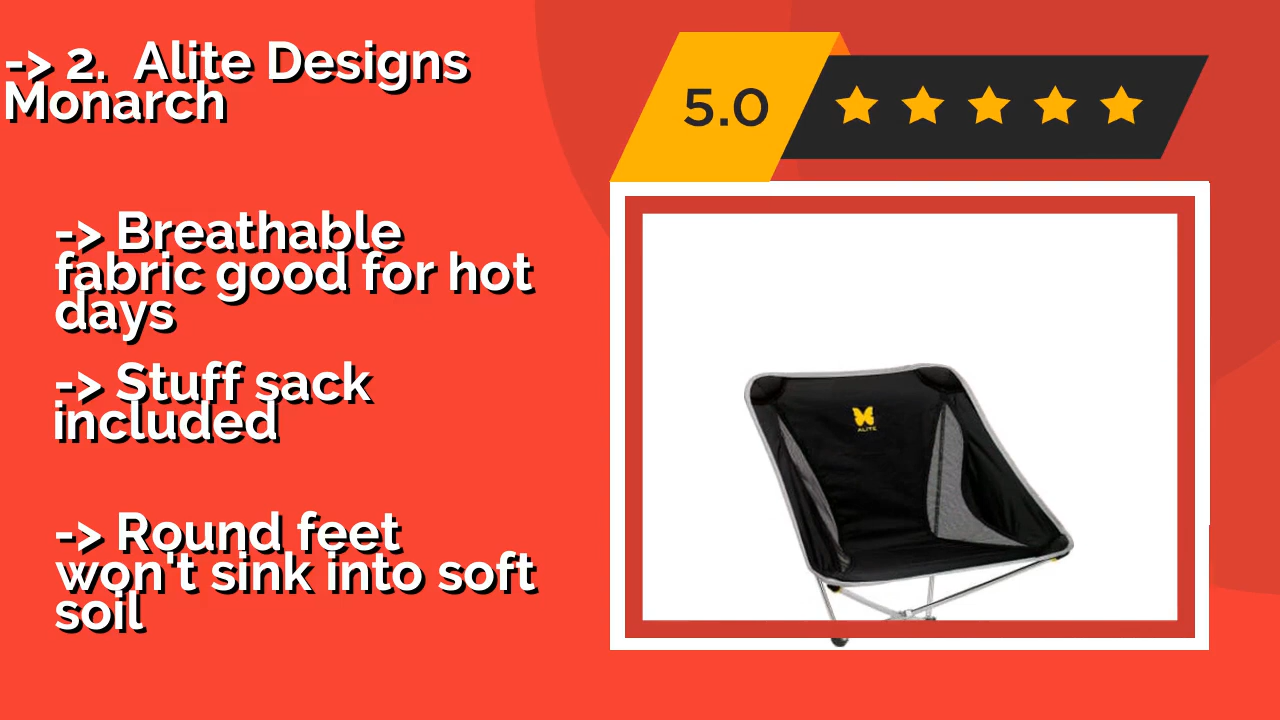 -> 2.  Alite Designs
Monarch
5.0
-> Breathable
fabric good for hot
days
-> Stuff sack
included
-> Round feet
won't sink into soft
soil
ALITE